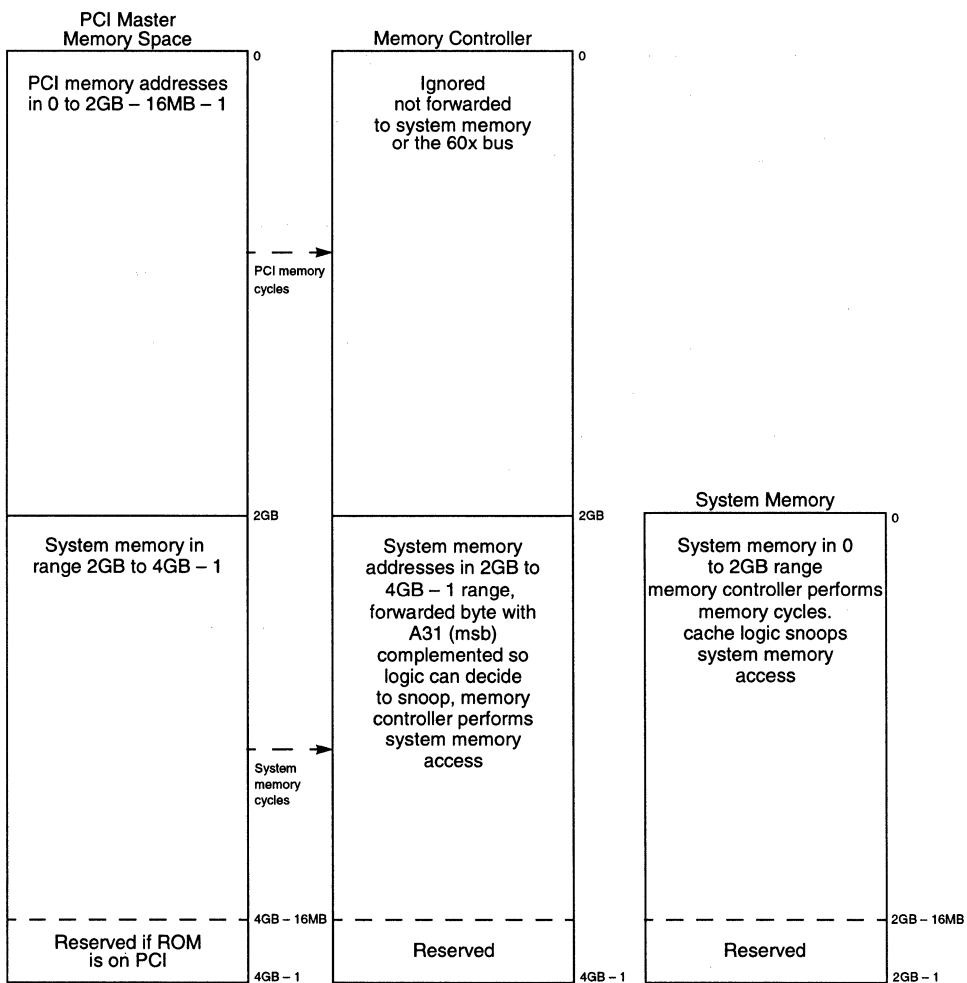 PCI Master
Memory Space
0
PCI memory addresses
in 0 to 2GB – 16MB – 1
PCI memory
cycles
2GB
System memory in
range 2GB to 4GB – 1
System
memory
cycles
4GB – 16MB
Reserved if ROM
is on PCI
4GB – 1
Memory Controller
0
Ignored
not forwarded
to system memory
or the 60x bus
2GB
System memory
addresses in 2GB to
4GB – 1 range,
forwarded byte with
A31 (msb)
complemented so
logic can decide
to snoop, memory
controller performs
system memory
access
Reserved
4GB – 1
System Memory
0
System memory in 0
to 2GB range
memory controller performs
memory cycles.
cache logic snoops
system memory
access
2GB – 16MB
Reserved
2GB – 1